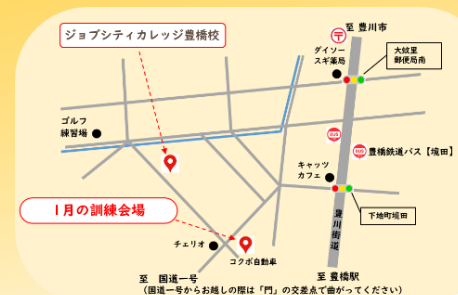 至 豊川市
ジョブシティカレッジ豊橋校
〒
ダイソー
スギ薬局
大蚊里
郵便局南
ゴルフ
練習場
BUS
BUS
豊橋鉄道バス【境田】
キャッツ
カフェ
1月の訓練会場
下地町境田
豊川街道
チェリオ
コクボ自動車
至 国道一号
至 豊橋駅
(国道一号からお越しの際は「門」の交差点で曲がってください)